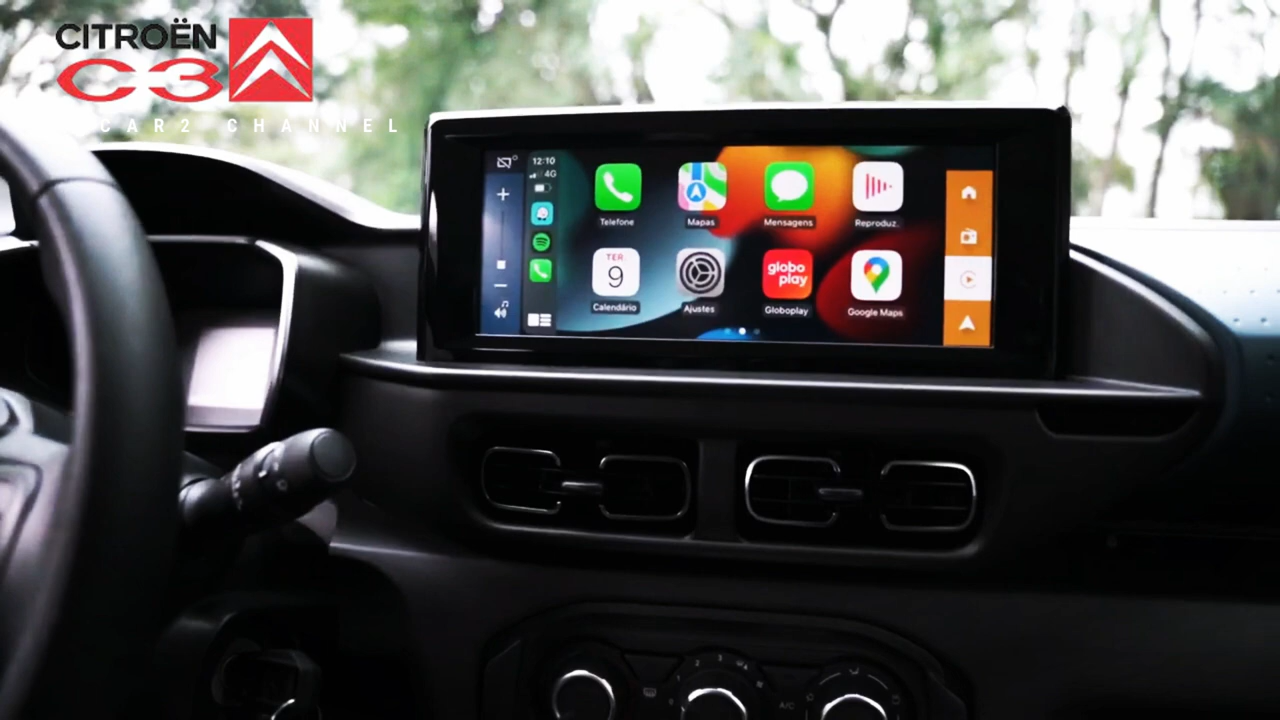 CITROËN
C3
CAR2 CHANNEL
12:10
4G
Telefone
Mapas
Mensagens
Reproduz.
TER.
9
Calendário
Ajustes
globo
play
Globoplay
Google Maps
A/C